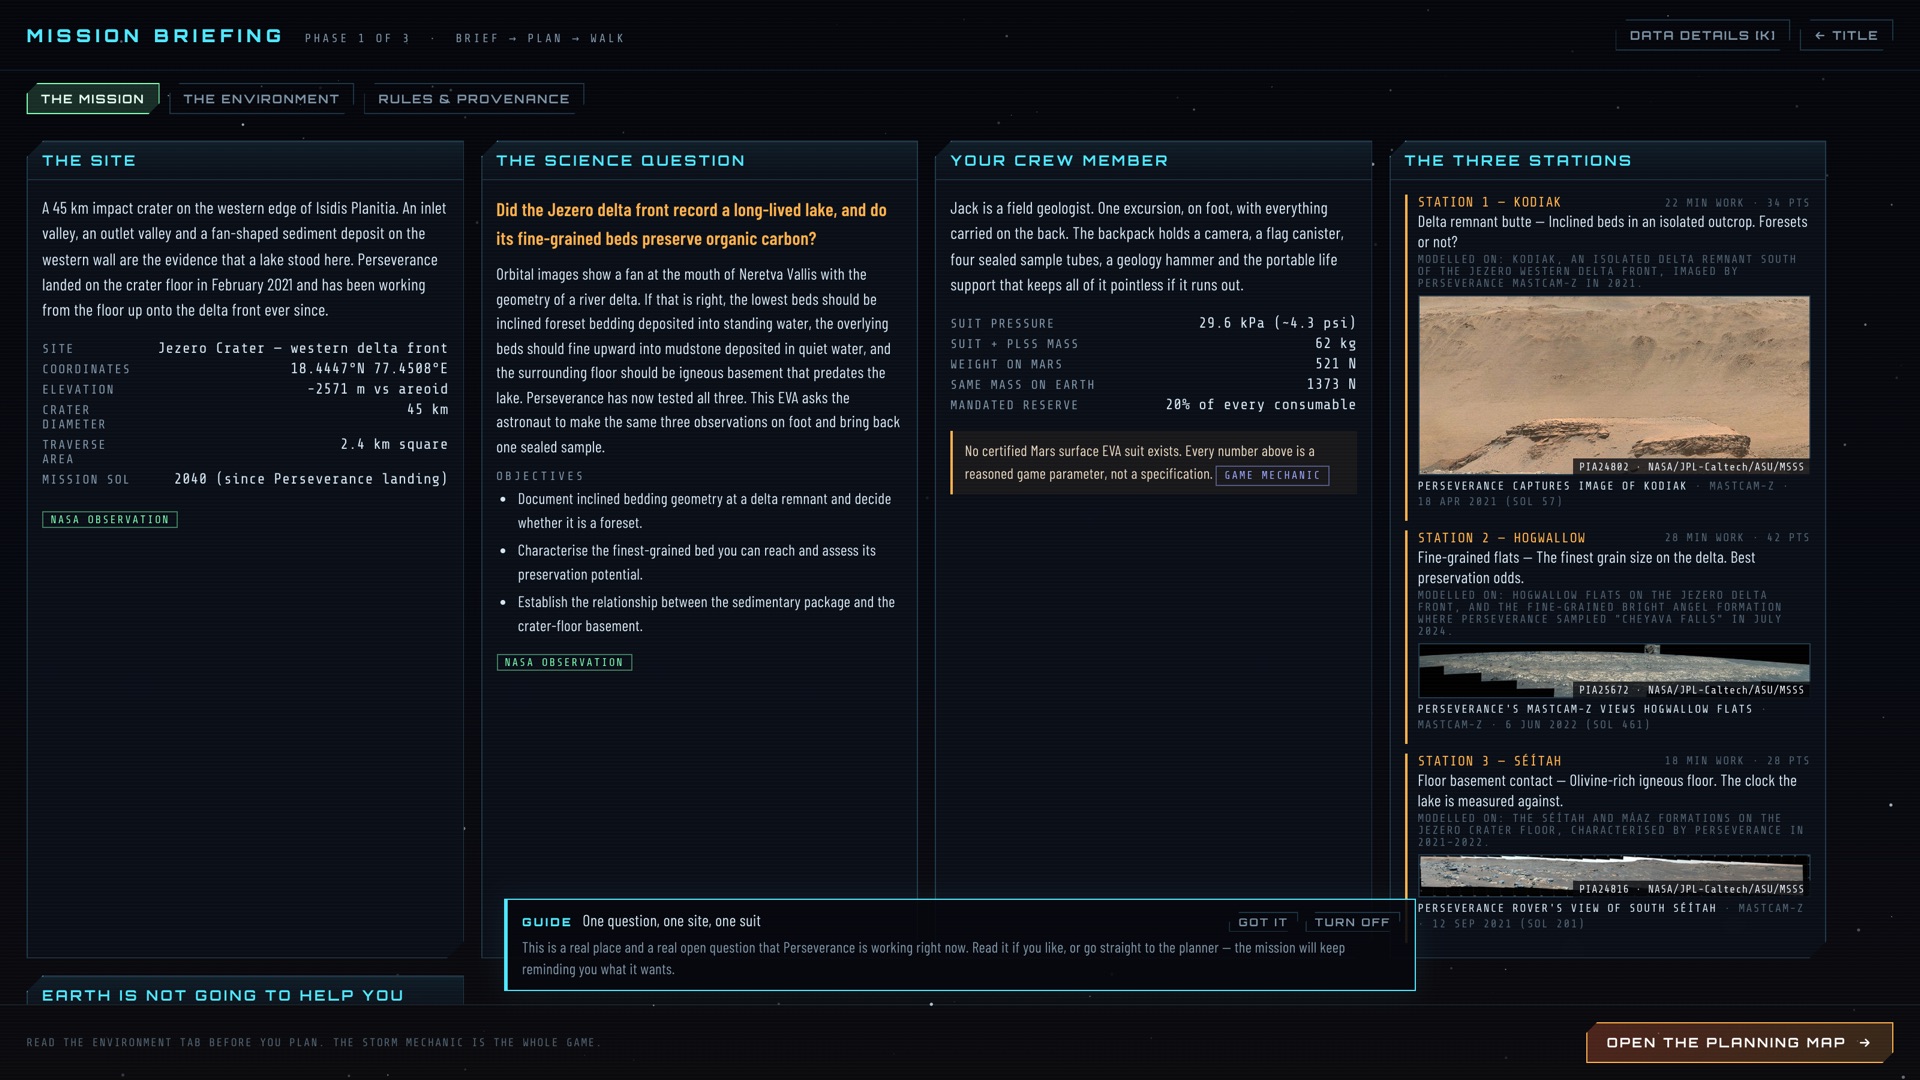 MISSION BRIEFING
PHASE 1 OF 3 · BRIEF → PLAN → WALK
DATA DETAILS [K]
← TITLE
THE MISSION
THE ENVIRONMENT
RULES & PROVENANCE
THE SITE
A 45 km impact crater on the western edge of Isidis Planitia. An inlet
valley, an outlet valley and a fan-shaped sediment deposit on the
western wall are the evidence that a lake stood here. Perseverance
landed on the crater floor in February 2021 and has been working
from the floor up onto the delta front ever since.
SITE Jezero Crater — western delta front
COORDINATES 18.4447°N 77.4508°E
ELEVATION -2571 m vs areoid
CRATER DIAMETER 45 km
TRAVERSE AREA 2.4 km square
MISSION SOL 2040 (since Perseverance landing)
NASA OBSERVATION
THE SCIENCE QUESTION
Did the Jezero delta front record a long-lived lake, and do
its fine-grained beds preserve organic carbon?
Orbital images show a fan at the mouth of Neretva Vallis with the
geometry of a river delta. If that is right, the lowest beds should be
inclined foreset bedding deposited into standing water, the overlying
beds should fine upward into mudstone deposited in quiet water, and
the surrounding floor should be igneous basement that predates the
lake. Perseverance has now tested all three. This EVA asks the
astronaut to make the same three observations on foot and bring back
one sealed sample.
OBJECTIVES
• Document inclined bedding geometry at a delta remnant and decide
whether it is a foreset.
• Characterise the finest-grained bed you can reach and assess its
preservation potential.
• Establish the relationship between the sedimentary package and the
crater-floor basement.
NASA OBSERVATION
YOUR CREW MEMBER
Jack is a field geologist. One excursion, on foot, with everything
carried on the back. The backpack holds a camera, a flag canister,
four sealed sample tubes, a geology hammer and the portable life
support that keeps all of it pointless if it runs out.
SUIT PRESSURE 29.6 kPa (~4.3 psi)
SUIT + PLSS MASS 62 kg
WEIGHT ON MARS 521 N
SAME MASS ON EARTH 1373 N
MANDATED RESERVE 20% of every consumable
No certified Mars surface EVA suit exists. Every number above is a
reasoned game parameter, not a specification. GAME MECHANIC
THE THREE STATIONS
STATION 1 — KODIAK 22 MIN WORK · 34 PTS
Delta remnant butte — Inclined beds in an isolated outcrop. Foresets
or not?
MODELLED ON: KODIAK, AN ISOLATED DELTA REMNANT SOUTH
OF THE JEZERO WESTERN DELTA FRONT, IMAGED BY
PERSEVERANCE MASTCAM-Z IN 2021.
PIA24802 · NASA/JPL-Caltech/ASU/MSSS
PERSEVERANCE CAPTURES IMAGE OF KODIAK · MASTCAM-Z ·
18 APR 2021 (SOL 57)
STATION 2 — HOGWALLOW 28 MIN WORK · 42 PTS
Fine-grained flats — The finest grain size on the delta. Best
preservation odds.
MODELLED ON: HOGWALLOW FLATS ON THE JEZERO DELTA
FRONT, AND THE FINE-GRAINED BRIGHT ANGEL FORMATION
WHERE PERSEVERANCE SAMPLED "CHEYAVA FALLS" IN JULY
2024.
PIA25672 · NASA/JPL-Caltech/ASU/MSSS
PERSEVERANCE'S MASTCAM-Z VIEWS HOGWALLOW FLATS ·
MASTCAM-Z · 6 JUN 2022 (SOL 461)
STATION 3 — SÉÍTAH 18 MIN WORK · 28 PTS
Floor basement contact — Olivine-rich igneous floor. The clock the
lake is measured against.
MODELLED ON: THE SÉÍTAH AND MÁAZ FORMATIONS ON THE
JEZERO CRATER FLOOR, CHARACTERISED BY PERSEVERANCE IN
2021–2022.
PIA24816 · NASA/JPL-Caltech/ASU/MSSS
PERSEVERANCE ROVER'S VIEW OF SOUTH SÉÍTAH · MASTCAM-Z
· 12 SEP 2021 (SOL 201)
GUIDE One question, one site, one suit
GOT IT
TURN OFF
This is a real place and a real open question that Perseverance is working right now. Read it if you like, or go straight to the planner — the mission will keep
reminding you what it wants.
EARTH IS NOT GOING TO HELP YOU
READ THE ENVIRONMENT TAB BEFORE YOU PLAN. THE STORM MECHANIC IS THE WHOLE GAME.
OPEN THE PLANNING MAP →